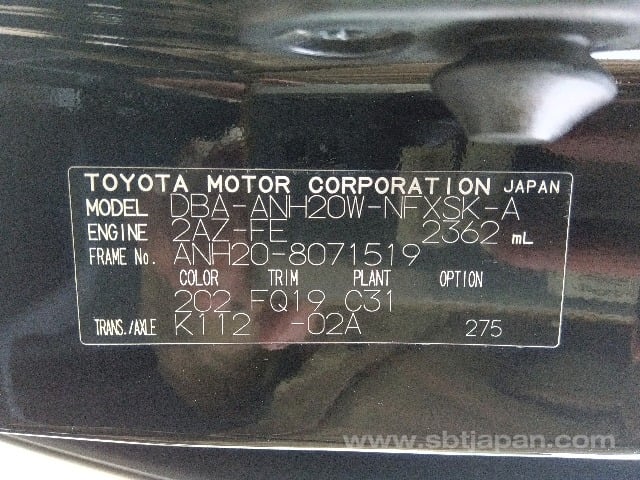 TOYOTA MOTOR CORPORATION JAPAN
MODEL DBA-ANH20W-NFXSK-A
ENGINE 2AZ-FE 2362 mL
FRAME No. ANH20-8071519
COLOR TRIM PLANT OPTION
202 FQ19 C31
TRANS./AXLE K112 -02A 275
www.sbtjapan.com